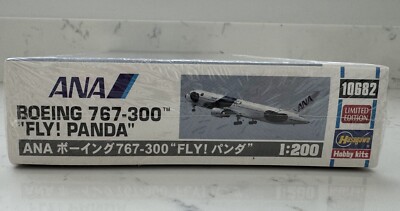 ANA
BOEING 767-300™
"FLY! PANDA"
ANA ボーイング767-300 "FLY! パンダ"
1:200
ANA
10682
LIMITED
EDITION
Hasegawa
Hobby kits